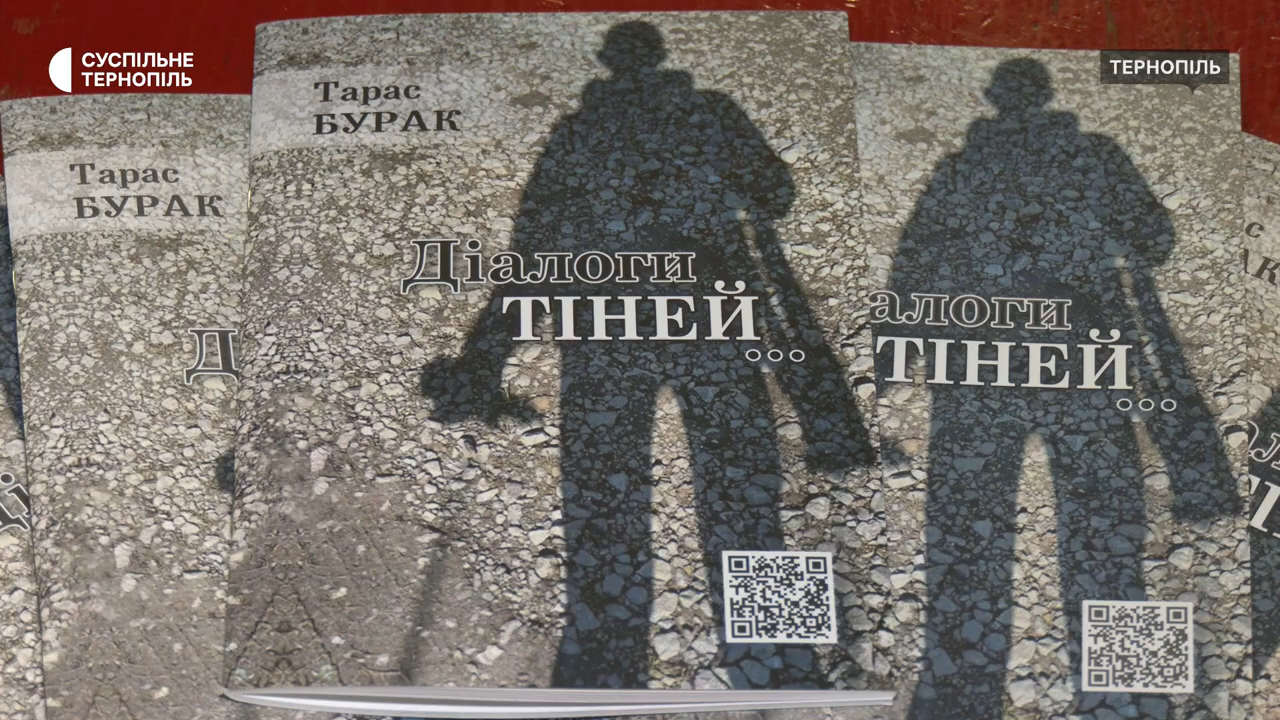 СУСПІЛЬНЕ
ТЕРНОПІЛЬ
ТЕРНОПІЛЬ
Тарас
БУРАК
Діалоги
ТІНЕЙ...
Тарас
БУРАК
Д
алоги
ТІНЕЙ...